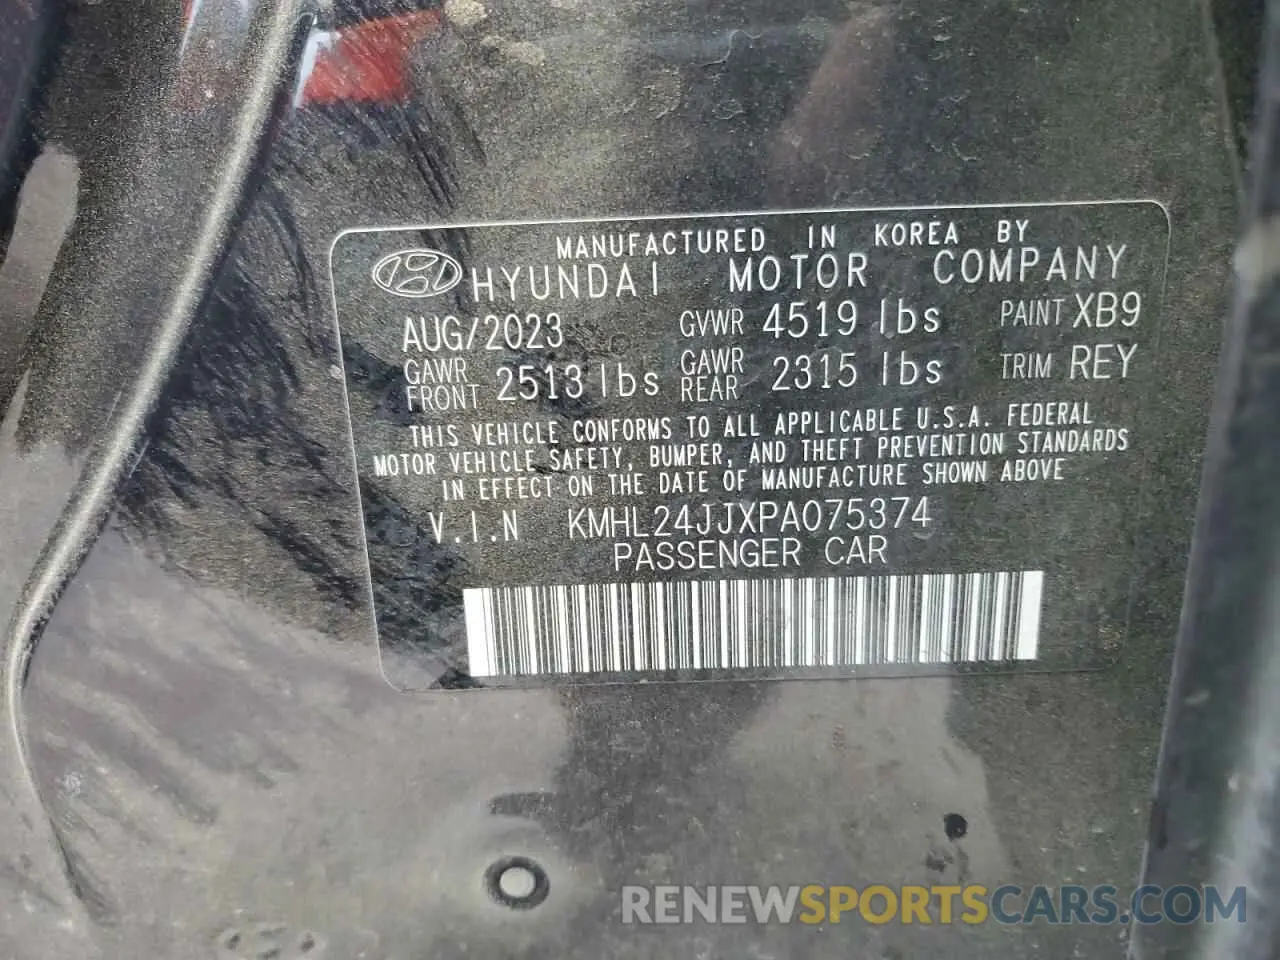 MANUFACTURED IN KOREA BY
HYUNDAI MOTOR COMPANY
AUG/2023 GVWR 4519 lbs PAINT XB9
GAWR FRONT 2513 lbs GAWR REAR 2315 lbs TRIM REY
THIS VEHICLE CONFORMS TO ALL APPLICABLE U.S.A. FEDERAL
MOTOR VEHICLE SAFETY, BUMPER, AND THEFT PREVENTION STANDARDS
IN EFFECT ON THE DATE OF MANUFACTURE SHOWN ABOVE
V.I.N KMHL24JJXPA075374
PASSENGER CAR
RENEWSPORTSCARS.COM